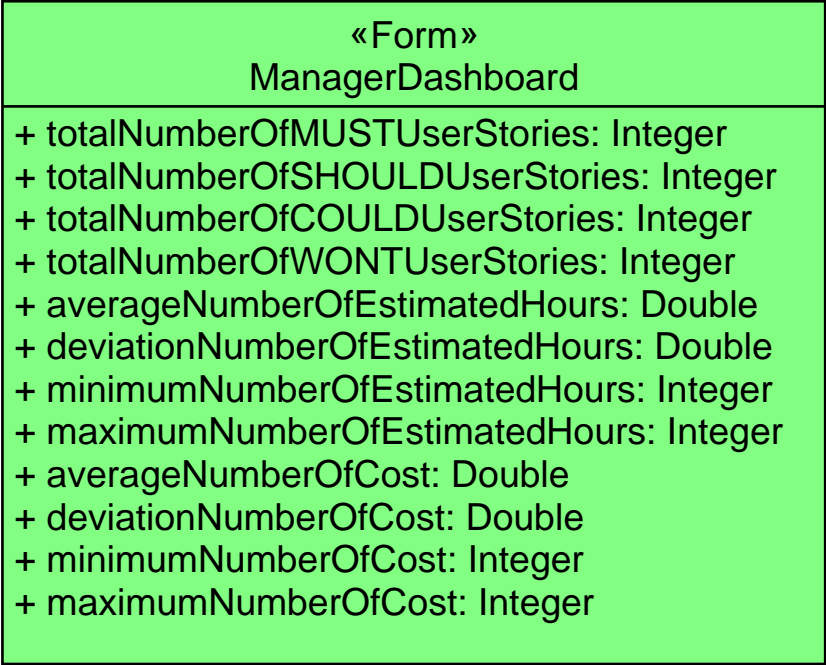 «Form»
ManagerDashboard
+ totalNumberOfMUSTUserStories: Integer
+ totalNumberOfSHOULDUserStories: Integer
+ totalNumberOfCOULDUserStories: Integer
+ totalNumberOfWONTUserStories: Integer
+ averageNumberOfEstimatedHours: Double
+ deviationNumberOfEstimatedHours: Double
+ minimumNumberOfEstimatedHours: Integer
+ maximumNumberOfEstimatedHours: Integer
+ averageNumberOfCost: Double
+ deviationNumberOfCost: Double
+ minimumNumberOfCost: Integer
+ maximumNumberOfCost: Integer